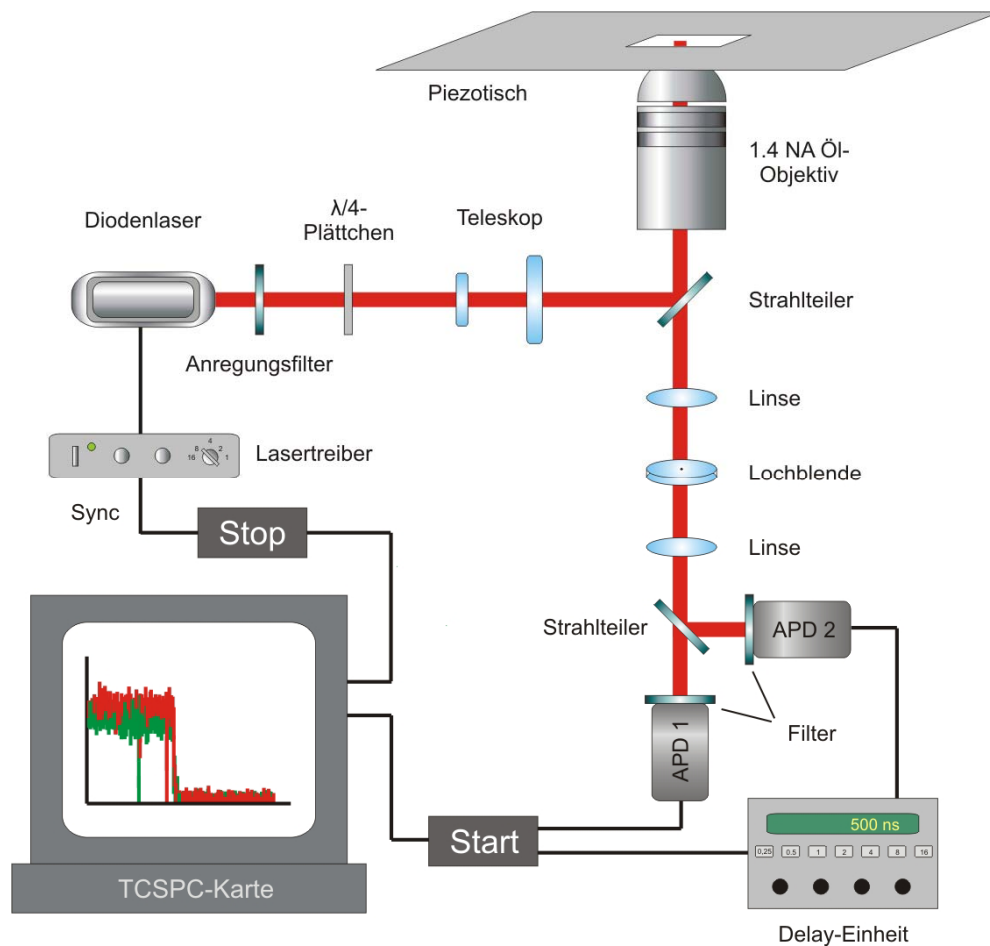 Piezotisch
1.4 NA Öl-
Objektiv
Diodenlaser
λ/4-
Plättchen
Teleskop
Strahlteiler
Anregungsfilter
Linse
Lasertreiber
16 8 4 2 1
Lochblende
Sync
Stop
Linse
Strahlteiler
APD 2
APD 1
Filter
Start
500 ns
0,25 0.5 1 2 4 8 16
TCSPC-Karte
Delay-Einheit